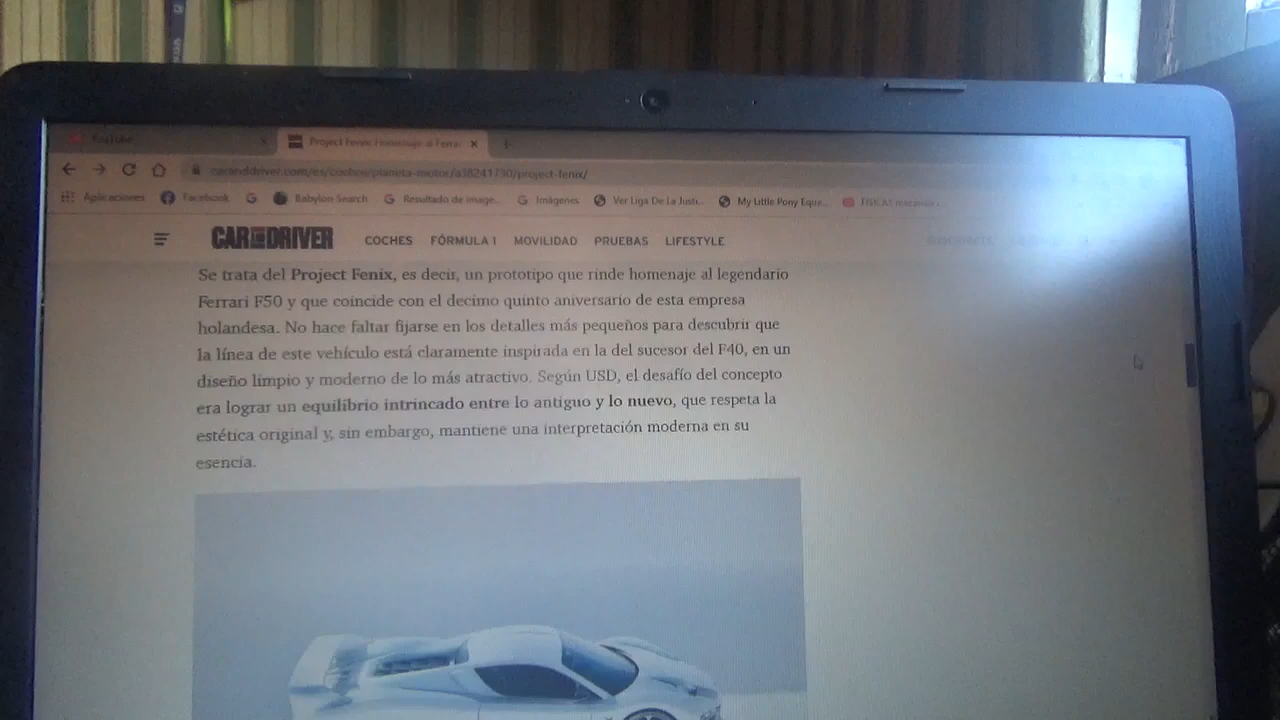 YouTube
Project Fenix: Homenaje al Ferra
carandddriver.com/es/coches/planeta-motor/a38241730/project-fenix/
Aplicaciones Facebook Babylon Search Resultado de image... Imágenes Ver Liga De La Justi... My Little Pony Eque...
CAR AND DRIVER COCHES FÓRMULA 1 MOVILIDAD PRUEBAS LIFESTYLE
Se trata del Project Fenix, es decir, un prototipo que rinde homenaje al legendario
Ferrari F50 y que coincide con el decimo quinto aniversario de esta empresa
holandesa. No hace faltar fijarse en los detalles más pequeños para descubrir que
la línea de este vehículo está claramente inspirada en la del sucesor del F40, en un
diseño limpio y moderno de lo más atractivo. Según USD, el desafío del concepto
era lograr un equilibrio intrincado entre lo antiguo y lo nuevo, que respeta la
estética original y, sin embargo, mantiene una interpretación moderna en su
esencia.